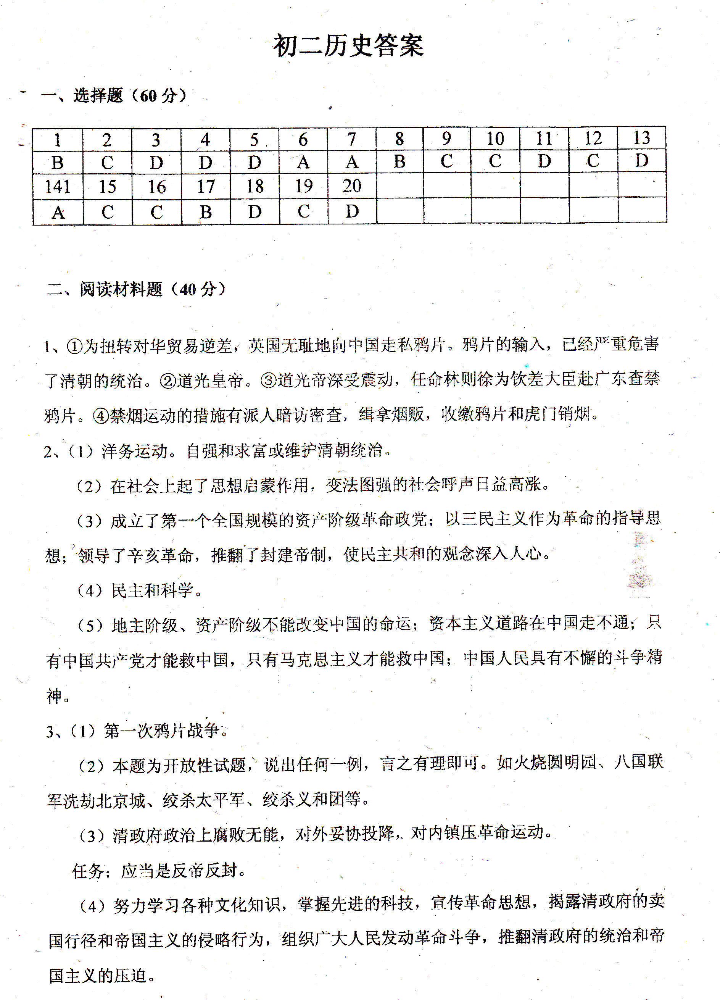 初二历史答案
一、选择题（60 分）
1 2 3 4 5 6 7 8 9 10 11 12 13
B C D D D A A B C C D C D
141 15 16 17 18 19 20
A C C B D C D
二、阅读材料题（40 分）
1、①为扭转对华贸易逆差，英国无耻地向中国走私鸦片。鸦片的输入，已经严重危害
了清朝的统治。②道光皇帝。③道光帝深受震动，任命林则徐为钦差大臣赴广东查禁
鸦片。④禁烟运动的措施有派人暗访密查，缉拿烟贩，收缴鸦片和虎门销烟。
2、（1）洋务运动。自强和求富或维护清朝统治。
（2）在社会上起了思想启蒙作用，变法图强的社会呼声日益高涨。
（3）成立了第一个全国规模的资产阶级革命政党；以三民主义作为革命的指导思
想；领导了辛亥革命，推翻了封建帝制，使民主共和的观念深入人心。
（4）民主和科学。
（5）地主阶级、资产阶级不能改变中国的命运；资本主义道路在中国走不通；只
有中国共产党才能救中国，只有马克思主义才能救中国；中国人民具有不懈的斗争精
神。
3、（1）第一次鸦片战争。
（2）本题为开放性试题，说出任何一例，言之有理即可。如火烧圆明园、八国联
军洗劫北京城、绞杀太平军、绞杀义和团等。
（3）清政府政治上腐败无能，对外妥协投降，对内镇压革命运动。
任务：应当是反帝反封。
（4）努力学习各种文化知识，掌握先进的科技，宣传革命思想，揭露清政府的卖
国行径和帝国主义的侵略行为，组织广大人民发动革命斗争，推翻清政府的统治和帝
国主义的压迫。